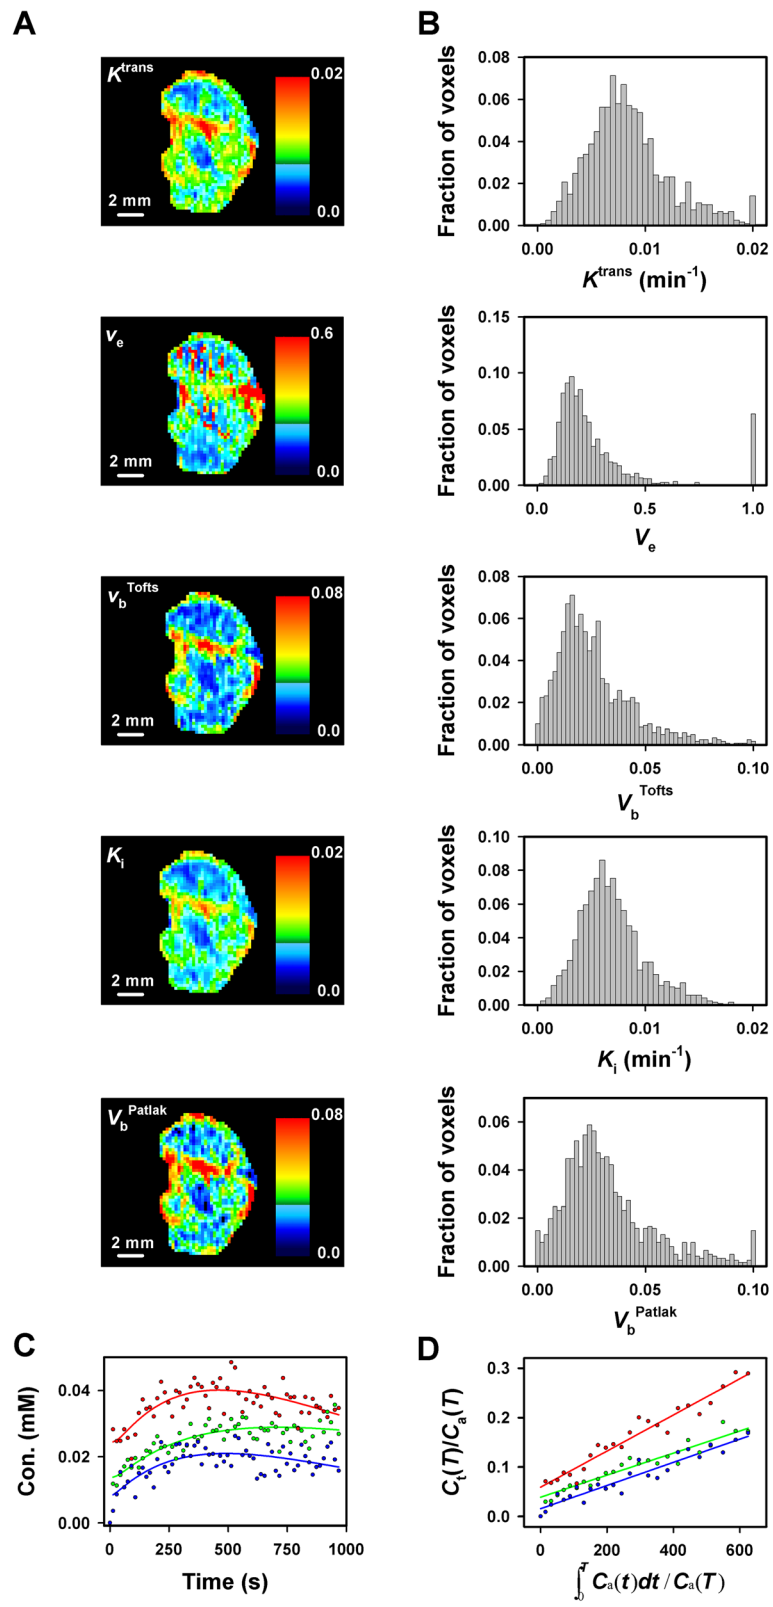 A
B
K^trans
0.02
0.0
2 mm
Fraction of voxels
0.08
0.06
0.04
0.02
0.00
0.00 0.01 0.02
K^trans (min^-1)
v_e
0.6
0.0
2 mm
Fraction of voxels
0.15
0.10
0.05
0.00
0.0 0.5 1.0
V_e
v_b^Tofts
0.08
0.0
2 mm
Fraction of voxels
0.08
0.06
0.04
0.02
0.00
0.00 0.05 0.10
V_b^Tofts
K_i
0.02
0.0
2 mm
Fraction of voxels
0.10
0.08
0.06
0.04
0.02
0.00
0.00 0.01 0.02
K_i (min^-1)
V_b^Patlak
0.08
0.0
2 mm
Fraction of voxels
0.06
0.04
0.02
0.00
0.00 0.05 0.10
V_b^Patlak
C
Con. (mM)
0.04
0.02
0.00
0 250 500 750 1000
Time (s)
D
C_t(T)/C_a(T)
0.3
0.2
0.1
0.0
0 200 400 600
∫_0^T C_a(t)dt / C_a(T)